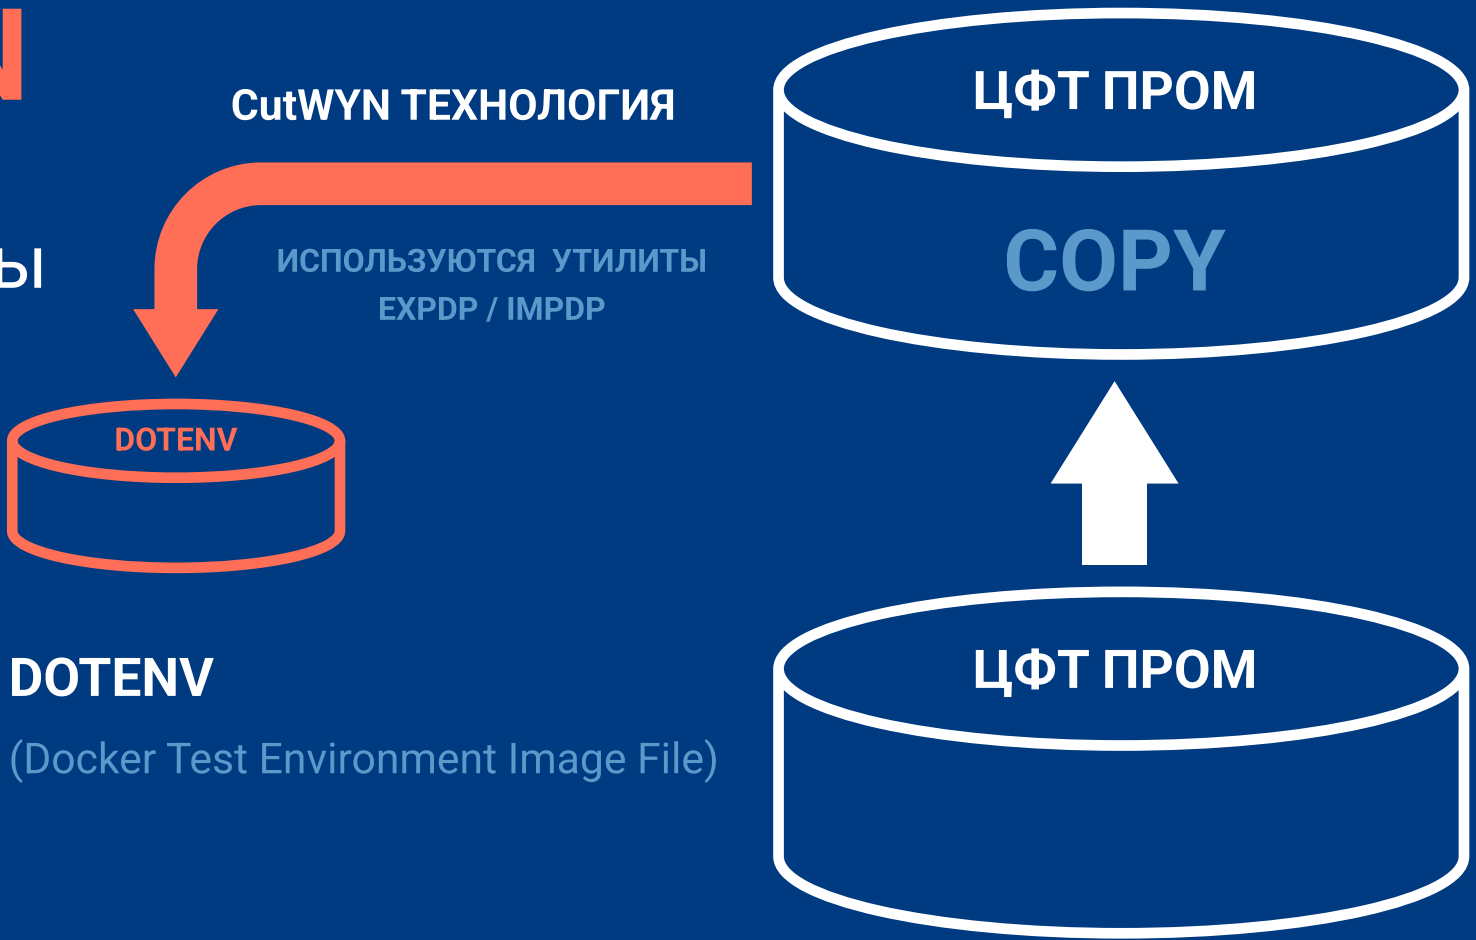 N
CutWYN ТЕХНОЛОГИЯ
ЦФТ ПРОМ
COPY
ы
ИСПОЛЬЗУЮТСЯ УТИЛИТЫ
EXPDP / IMPDP
DOTENV
DOTENV
(Docker Test Environment Image File)
ЦФТ ПРОМ